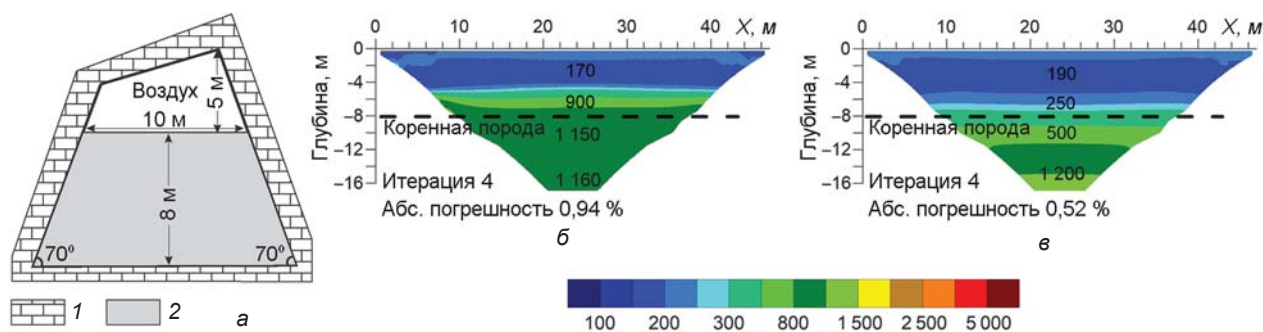 Воздух
5 м
10 м
8 м
70⁰
70⁰
1
2
а
0 10 20 30 40 X, м
Глубина, м
0
–4
–8
–12
–16
170
900
Коренная порода
1 150
1 160
Итерация 4
Абс. погрешность 0,94 %
б
0 10 20 30 40 X, м
Глубина, м
0
–4
–8
–12
–16
190
250
Коренная порода
500
1 200
Итерация 4
Абс. погрешность 0,52 %
в
100 200 300 800 1 500 2 500 5 000